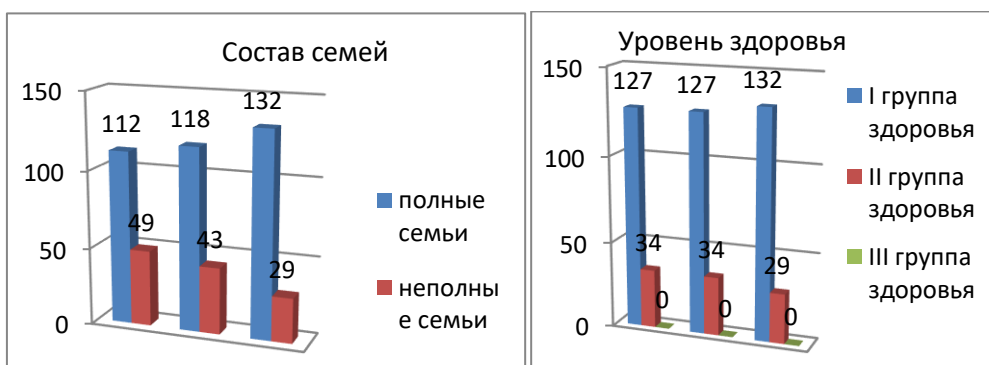 Состав семей
150
100
50
0
112
118
132
49
43
29
полные
семьи
неполны
е семьи
Уровень здоровья
150
100
50
0
127
127
132
34
34
29
0
0
0
I группа
здоровья
II группа
здоровья
III группа
здоровья